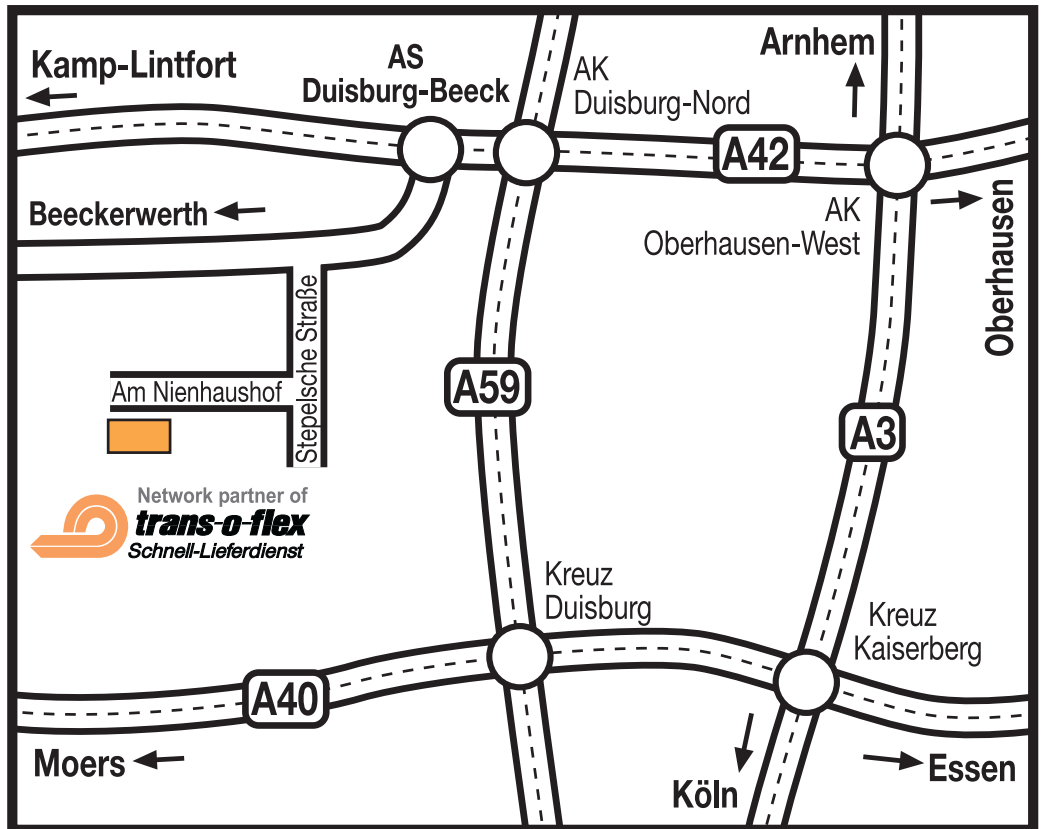 Kamp-Lintfort
AS
Duisburg-Beeck
AK
Duisburg-Nord
Arnhem
A42
Beeckerwerth
AK
Oberhausen-West
Oberhausen
Stepelsche Straße
Am Nienhaushof
A59
A3
Network partner of
trans-o-flex
Schnell-Lieferdienst
Kreuz
Duisburg
Kreuz
Kaiserberg
A40
Moers
Köln
Essen